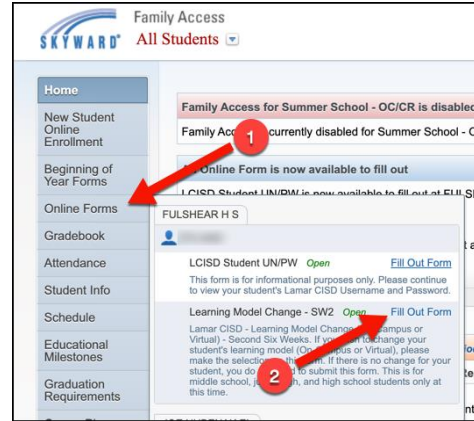 Family Access
SKYWARD
All Students
Home
New Student
Online
Enrollment
Beginning of
Year Forms
Online Forms
Gradebook
Attendance
Student Info
Schedule
Educational
Milestones
Graduation
Requirements
Family Access for Summer School - OC/CR is disabled
Family currently disabled for Summer School -
1
Online Form is now available to fill out
LCISD Student UN/PW is now available to fill out at
FULSHEAR H S
LCISD Student UN/PW Open Fill Out Form
This form is for informational purposes only. Please continue
to view your student's Lamar CISD Username and Password.
Learning Model Change - SW2 Open Fill Out Form
Lamar CISD - Learning Model Change Campus or
Virtual) - Second Six Weeks. If you to change your
student's learning model (On Campus or Virtual), please
make the selection form. If there is no change for your
student, you do to submit this form. This is for
middle school, and high school students only at
this time.
2